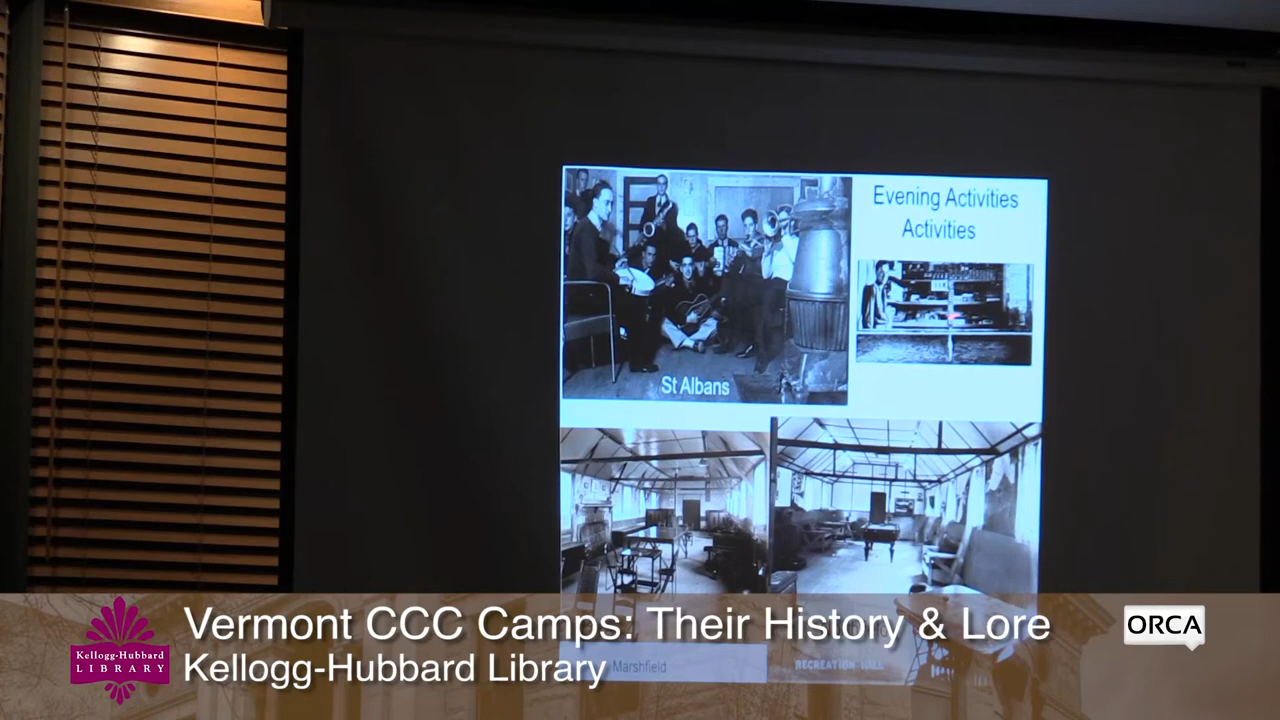 Evening Activities
Activities
St Albans
Vermont CCC Camps: Their History & Lore
Kellogg-Hubbard Library
Marshfield
RECREATION HALL
Kellogg-Hubbard
LIBRARY
ORCA